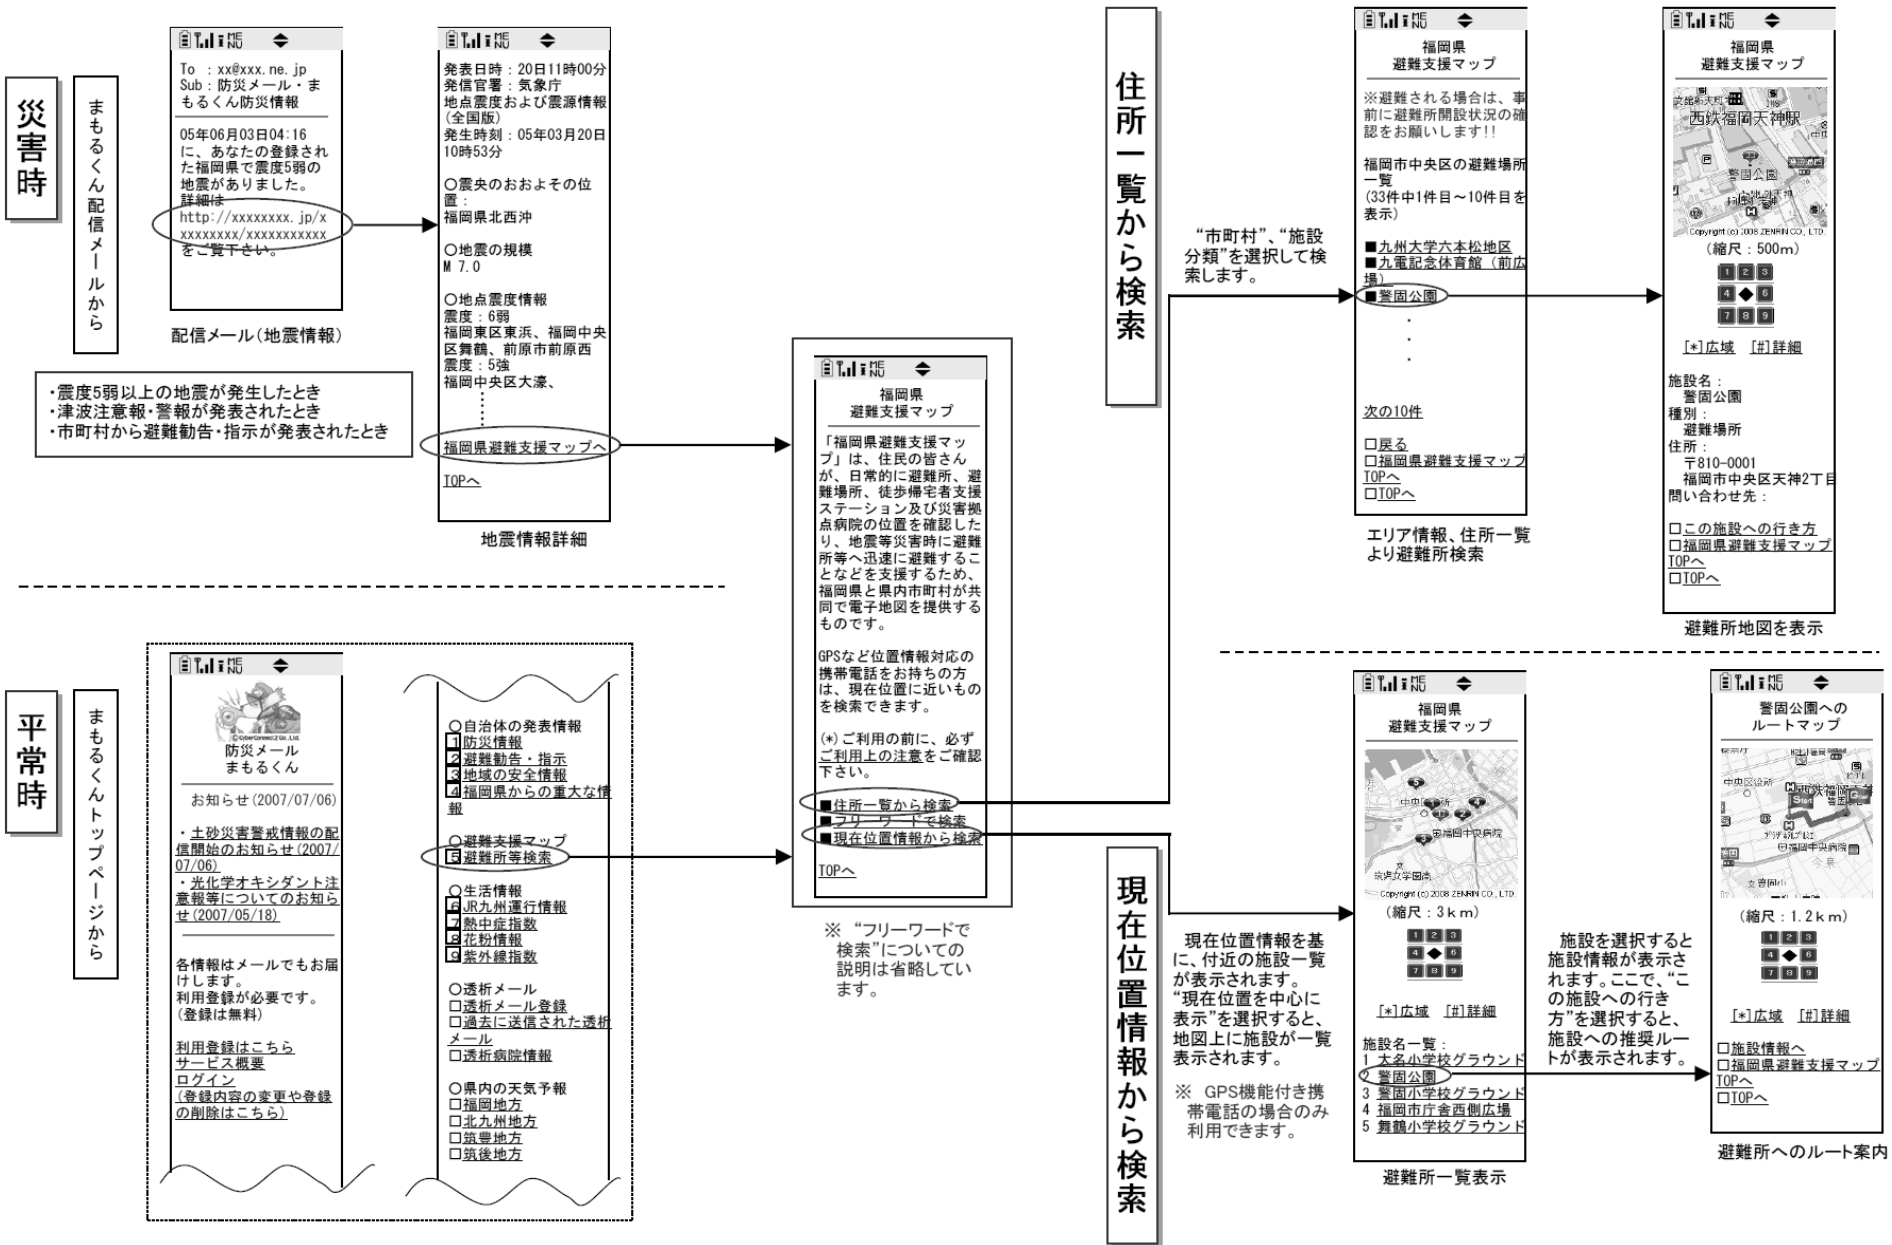 災害時
まもるくん配信メールから
To ：xx@xxx.ne.jp
Sub：防災メール・ま
もるくん防災情報
05年06月03日04:16
に、あなたの登録され
た福岡県で震度5弱の
地震がありました。
詳細は
http://xxxxxxxx.jp/x
xxxxxxxx/xxxxxxxxxxx
をご覧下さい。
配信メール（地震情報）
・震度5弱以上の地震が発生したとき
・津波注意報・警報が発表されたとき
・市町村から避難勧告・指示が発表されたとき
発表日時：20日11時00分
発信官署：気象庁
地点震度および震源情報
（全国版）
発生時刻：05年03月20日
10時53分
○震央のおおよその位
置：
福岡県北西沖
○地震の規模
M 7.0
○地点震度情報
震度：6弱
福岡東区東浜、福岡中央
区舞鶴、前原市前原西
震度：5強
福岡中央区大濠、
福岡県避難支援マップへ
TOPへ
地震情報詳細
平常時
まもるくんトップページから
防災メール
まもるくん
お知らせ(2007/07/06)
・土砂災害警戒情報の配
信開始のお知らせ(2007/
07/06)
・光化学オキシダント注
意報等についてのお知ら
せ(2007/05/18)
各情報はメールでもお届
けします。
利用登録が必要です。
(登録は無料)
利用登録はこちら
サービス概要
ログイン
(登録内容の変更や登録
の削除はこちら)
○自治体の発表情報
1 防災情報
2 避難勧告・指示
3 地域の安全情報
4 福岡県からの重大な情
報
○避難支援マップ
5 避難所等検索
○生活情報
6 JR九州運行情報
7 熱中症指数
8 花粉情報
9 紫外線指数
○透析メール
□透析メール登録
□過去に送信された透析
メール
□透析病院情報
○県内の天気予報
□福岡地方
□北九州地方
□筑豊地方
□筑後地方
福岡県
避難支援マップ
「福岡県避難支援マッ
プ」は、住民の皆さん
が、日常的に避難所、避
難場所、徒歩帰宅者支援
ステーション及び災害拠
点病院の位置を確認した
り、地震等災害時に避難
所等へ迅速に避難するこ
となどを支援するため、
福岡県と県内市町村が共
同で電子地図を提供する
ものです。
GPSなど位置情報対応の
携帯電話をお持ちの方
は、現在位置に近いもの
を検索できます。
(*)ご利用の前に、必ず
ご利用上の注意をご確認
下さい。
■住所一覧から検索
■フリーワードで検索
■現在位置情報から検索
TOPへ
※ “フリーワードで
検索”についての
説明は省略してい
ます。
住所一覧から検索
“市町村”、“施設
分類”を選択して検
索します。
福岡県
避難支援マップ
※避難される場合は、事
前に避難所開設状況の確
認をお願いします!!
福岡市中央区の避難場所
一覧
(33件中1件目～10件目を
表示)
■九州大学六本松地区
■九電記念体育館（前広
場）
■警固公園
次の10件
□戻る
□福岡県避難支援マップ
TOPへ
□TOPへ
エリア情報、住所一覧
より避難所検索
福岡県
避難支援マップ
西鉄福岡天神駅
警固公園
Copyright (c) 2008 ZENRIN CO., LTD.
（縮尺：500m）
1 2 3
4 6
7 8 9
[*]広域 [#]詳細
施設名：
警固公園
種別：
避難場所
住所：
〒810-0001
福岡市中央区天神2丁目
問い合わせ先：
□この施設への行き方
□福岡県避難支援マップ
TOPへ
□TOPへ
避難所地図を表示
現在位置情報から検索
現在位置情報を基
に、付近の施設一覧
が表示されます。
“現在位置を中心に
表示”を選択すると、
地図上に施設が一覧
表示されます。
※ GPS機能付き携
帯電話の場合のみ
利用できます。
福岡県
避難支援マップ
福岡中央病院
Copyright (c) 2008 ZENRIN CO., LTD.
（縮尺：3ｋｍ）
1 2 3
4 6
7 8 9
[*]広域 [#]詳細
施設名一覧：
1 大名小学校グラウンド
2 警固公園
3 警固小学校グラウンド
4 福岡市庁舎西側広場
5 舞鶴小学校グラウンド
避難所一覧表示
施設を選択すると
施設情報が表示さ
れます。ここで、“こ
の施設への行き
方”を選択すると、
施設への推奨ルー
トが表示されます。
警固公園への
ルートマップ
中央区役所
福岡中央病院
今泉
（縮尺：1.2ｋｍ）
1 2 3
4 6
7 8 9
[*]広域 [#]詳細
□施設情報へ
□福岡県避難支援マップ
TOPへ
□TOPへ
避難所へのルート案内